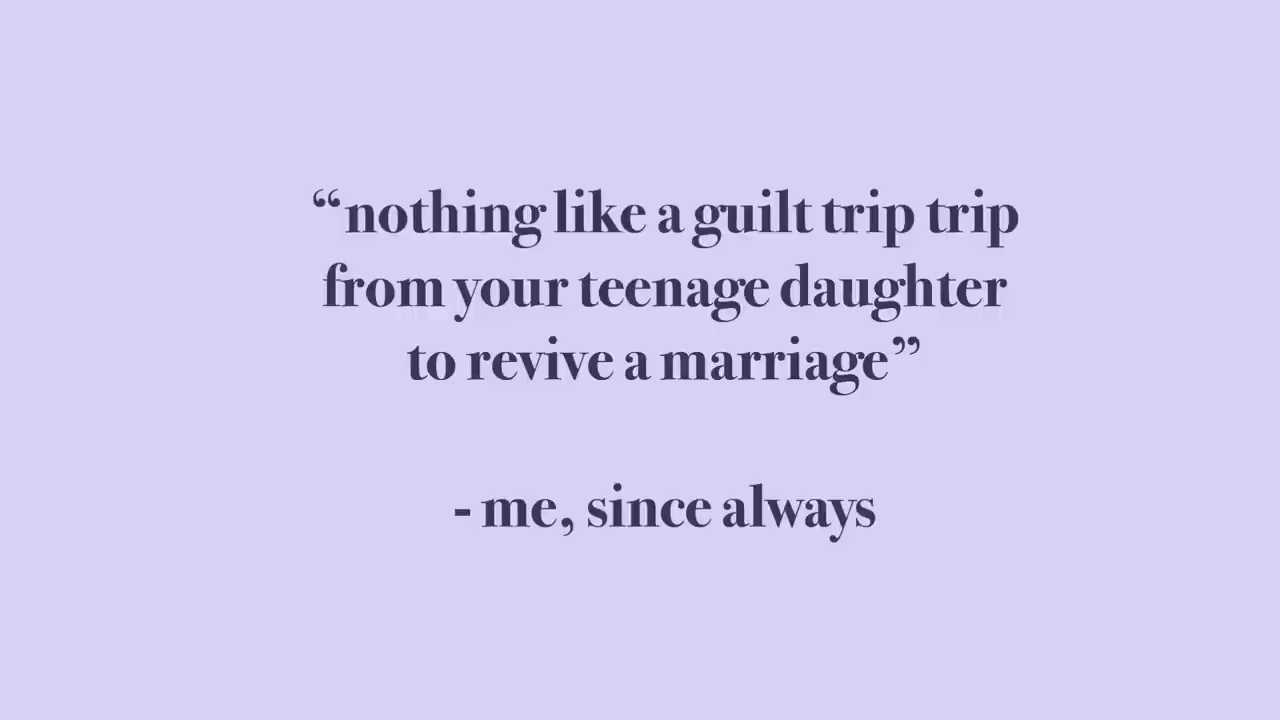 “nothing like a guilt trip trip
from your teenage daughter
to revive a marriage”
- me, since always